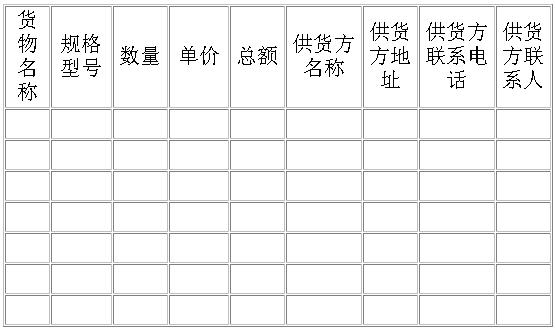 货
物
名
称
规格
型号
数量
单价
总额
供货方
名称
供货
方地
址
供货方
联系电
话
供货
方联
系人